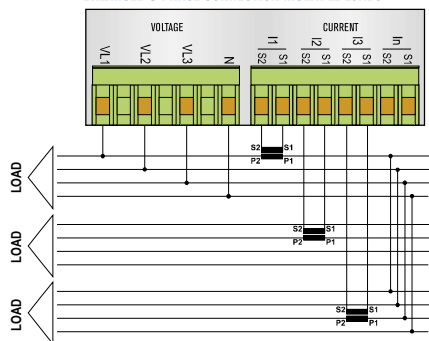 VOLTAGE
CURRENT
VL1
VL2
VL3
N
I1
I2
I3
In
S2
S1
S2
S1
S2
S1
S2
S1
LOAD
S2 S1
P2 P1
LOAD
S2 S1
P2 P1
LOAD
S2 S1
P2 P1